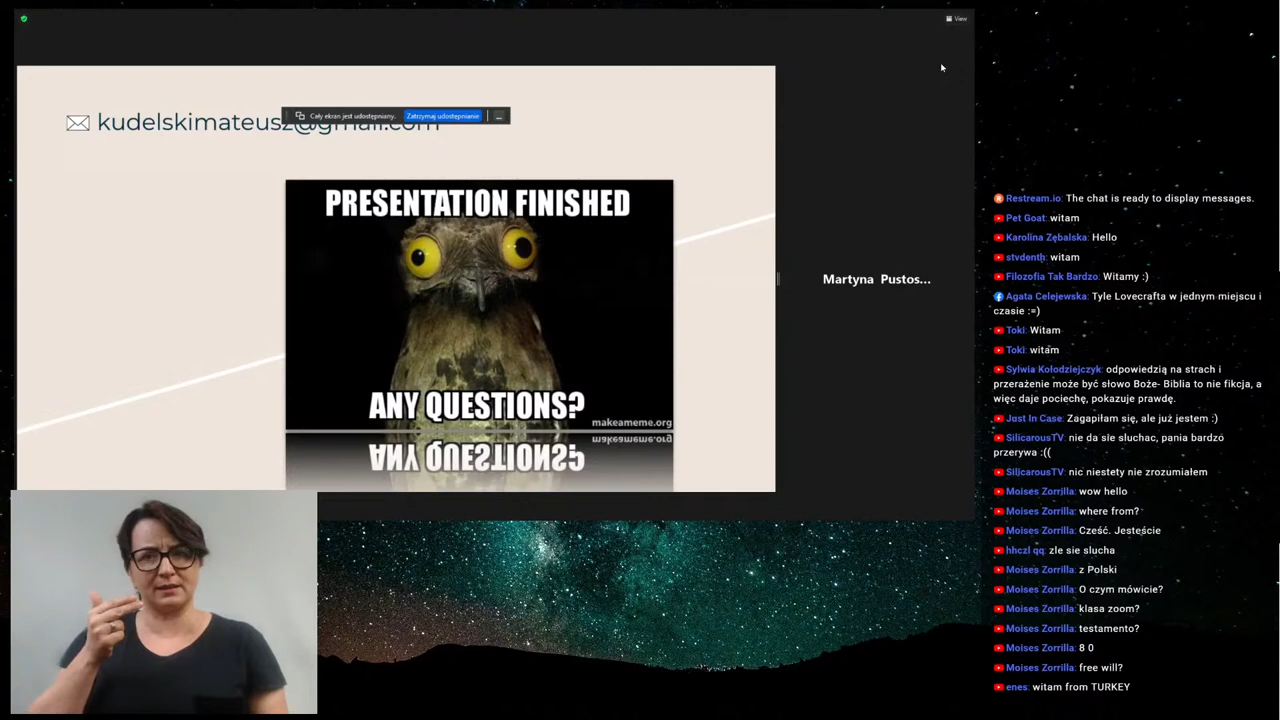 View
kudelskimateusz@gmail.com
Cały ekran jest udostępniany. Zatrzymaj udostępnianie ...
PRESENTATION FINISHED
ANY QUESTIONS?
makeameme.org
makeameme.org
ANY QUESTIONS?
Martyna Pustos...
Restream.io: The chat is ready to display messages.
Pet Goat: witam
Karolina Zębalska: Hello
stvdenth: witam
Filozofia Tak Bardzo: Witamy :)
Agata Celejewska: Tyle Lovecrafta w jednym miejscu i
czasie :=)
Toki: Witam
Toki: witam
Sylwia Kołodziejczyk: odpowiedzią na strach i
przerażenie może być słowo Boże- Biblia to nie fikcja, a
więc daje pociechę, pokazuje prawdę.
Just In Case: Zagapiłam się, ale już jestem :)
SilicarousTV: nie da sie sluchac, pania bardzo
przerywa :((
SilicarousTV: nic niestety nie zrozumiałem
Moises Zorrilla: wow hello
Moises Zorrilla: where from?
Moises Zorrilla: Cześć. Jesteście
hhczl qq: zle sie slucha
Moises Zorrilla: z Polski
Moises Zorrilla: O czym mówicie?
Moises Zorrilla: klasa zoom?
Moises Zorrilla: testamento?
Moises Zorrilla: 8 0
Moises Zorrilla: free will?
enes: witam from TURKEY